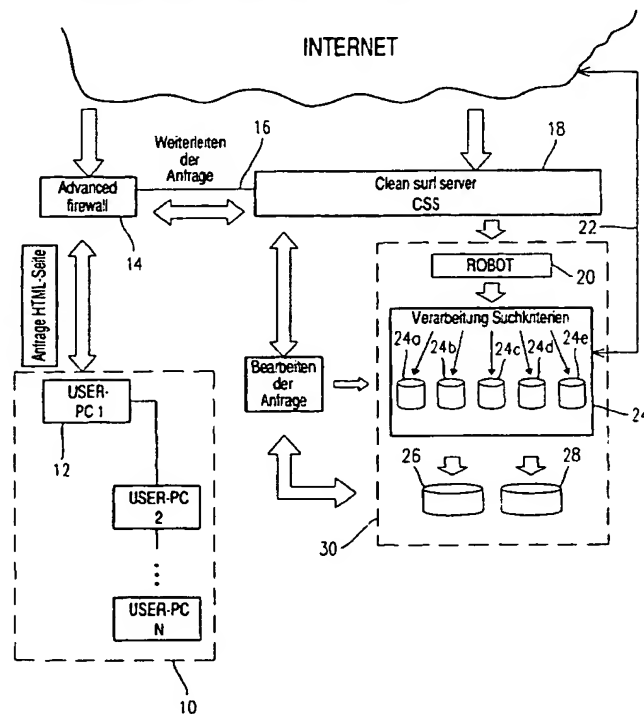 INTERNET
16
18
Weiterleiten
der
Anfrage
Advanced
firewall
Clean surf server
CSS
14
22
Anfrage HTML-Seite
ROBOT
20
Verarbeitung Suchkriterien
24a
24b
24c
24d
24e
Bearbeiten
der
Anfrage
24
USER-
PC 1
12
26
28
USER-PC
2
30
USER-PC
N
10